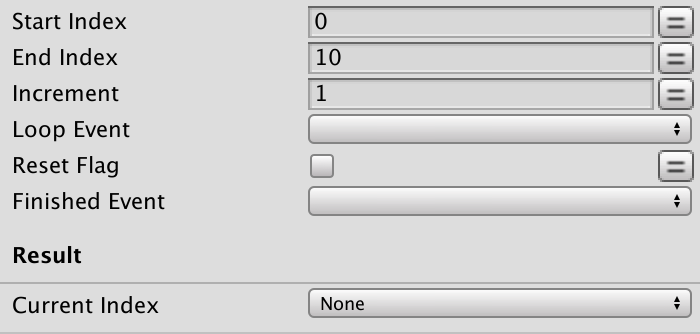 Start Index 0
End Index 10
Increment 1
Loop Event
Reset Flag
Finished Event
Result
Current Index None